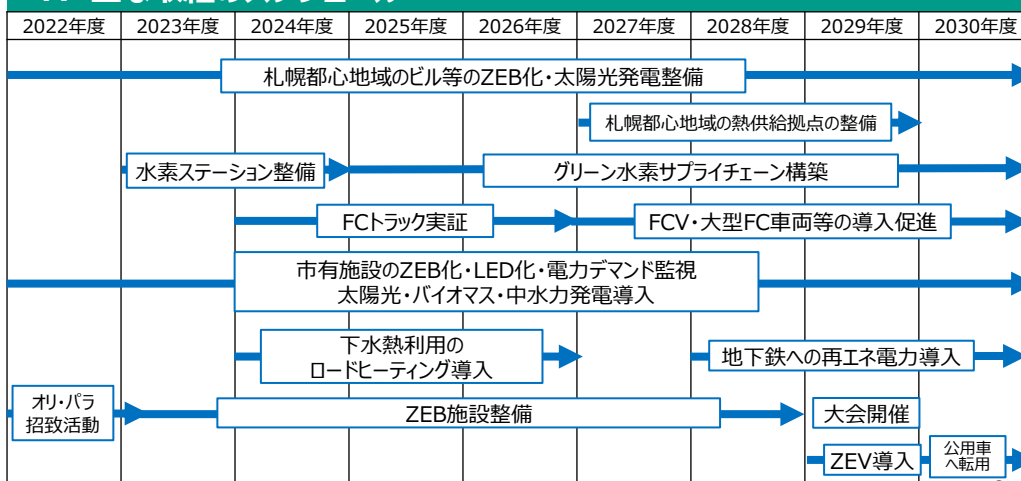 2022年度 2023年度 2024年度 2025年度 2026年度 2027年度 2028年度 2029年度 2030年度
札幌都心地域のビル等のZEB化・太陽光発電整備
札幌都心地域の熱供給拠点の整備
水素ステーション整備
グリーン水素サプライチェーン構築
FCトラック実証
FCV・大型FC車両等の導入促進
市有施設のZEB化・LED化・電力デマンド監視
太陽光・バイオマス・中水力発電導入
下水熱利用の
ロードヒーティング導入
地下鉄への再エネ電力導入
オリ・パラ
招致活動
ZEB施設整備
大会開催
ZEV導入
公用車
へ転用